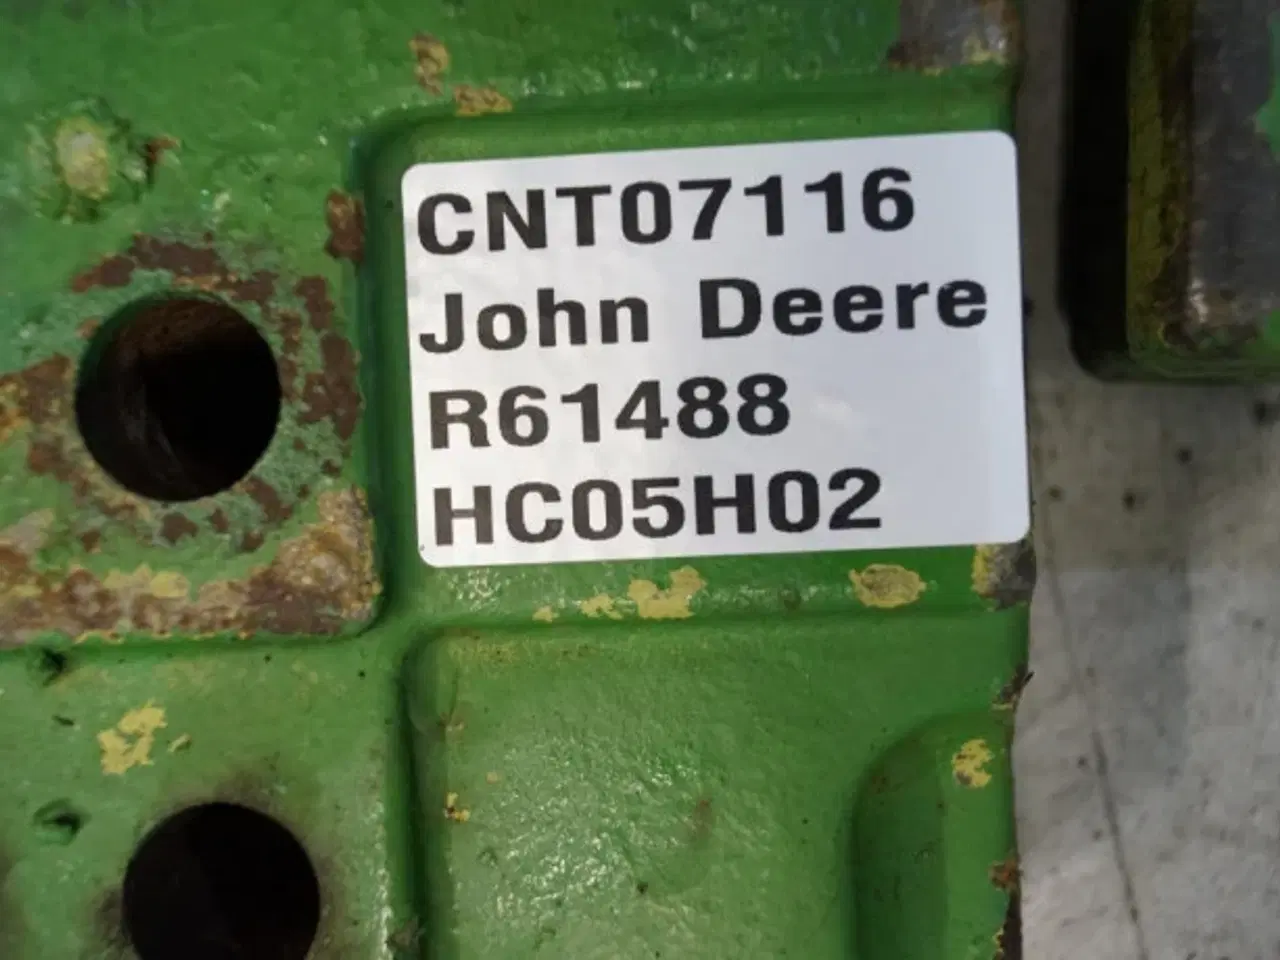 CNT07116
John Deere
R61488
HC05H02